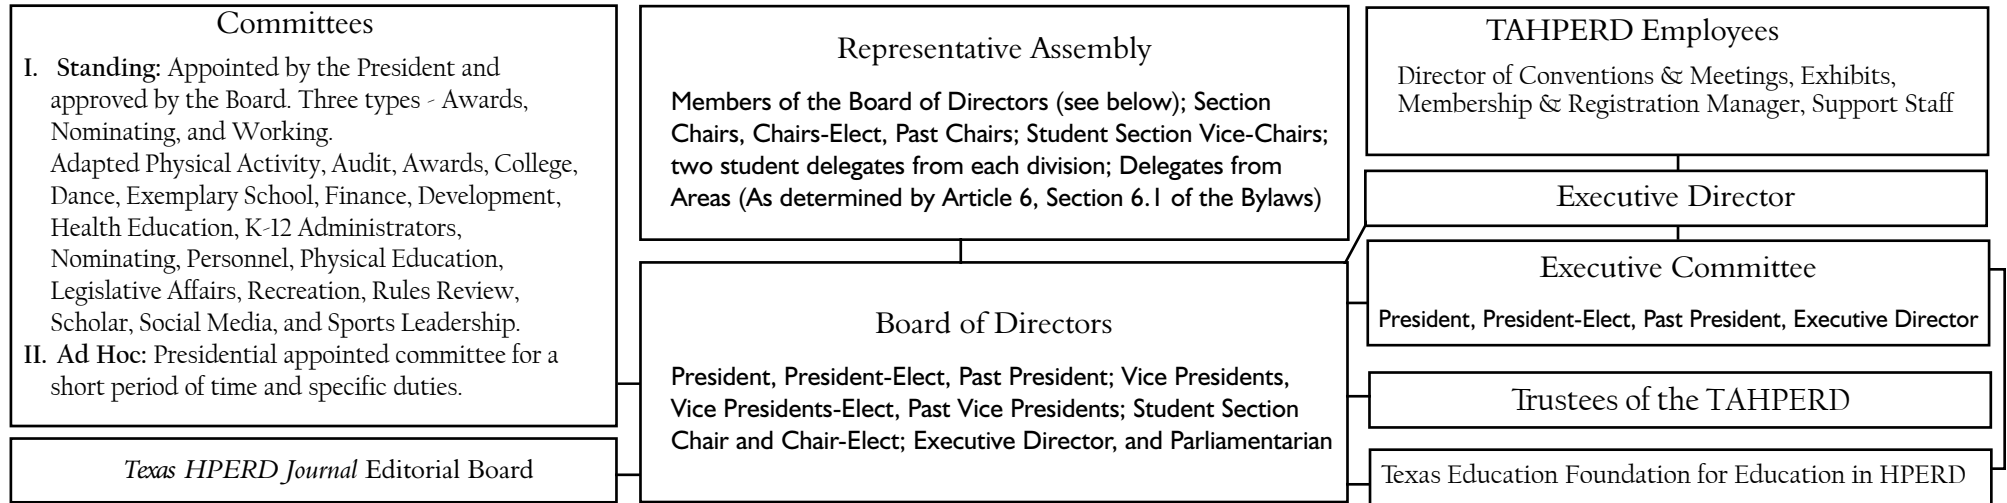 Committees
I. Standing: Appointed by the President and
approved by the Board. Three types - Awards,
Nominating, and Working.
Adapted Physical Activity, Audit, Awards, College,
Dance, Exemplary School, Finance, Development,
Health Education, K-12 Administrators,
Nominating, Personnel, Physical Education,
Legislative Affairs, Recreation, Rules Review,
Scholar, Social Media, and Sports Leadership.
II. Ad Hoc: Presidential appointed committee for a
short period of time and specific duties.
Texas HPERD Journal Editorial Board
Representative Assembly
Members of the Board of Directors (see below); Section
Chairs, Chairs-Elect, Past Chairs; Student Section Vice-Chairs;
two student delegates from each division; Delegates from
Areas (As determined by Article 6, Section 6.1 of the Bylaws)
Board of Directors
President, President-Elect, Past President; Vice Presidents,
Vice Presidents-Elect, Past Vice Presidents; Student Section
Chair and Chair-Elect; Executive Director, and Parliamentarian
TAHPERD Employees
Director of Conventions & Meetings, Exhibits,
Membership & Registration Manager, Support Staff
Executive Director
Executive Committee
President, President-Elect, Past President, Executive Director
Trustees of the TAHPERD
Texas Education Foundation for Education in HPERD